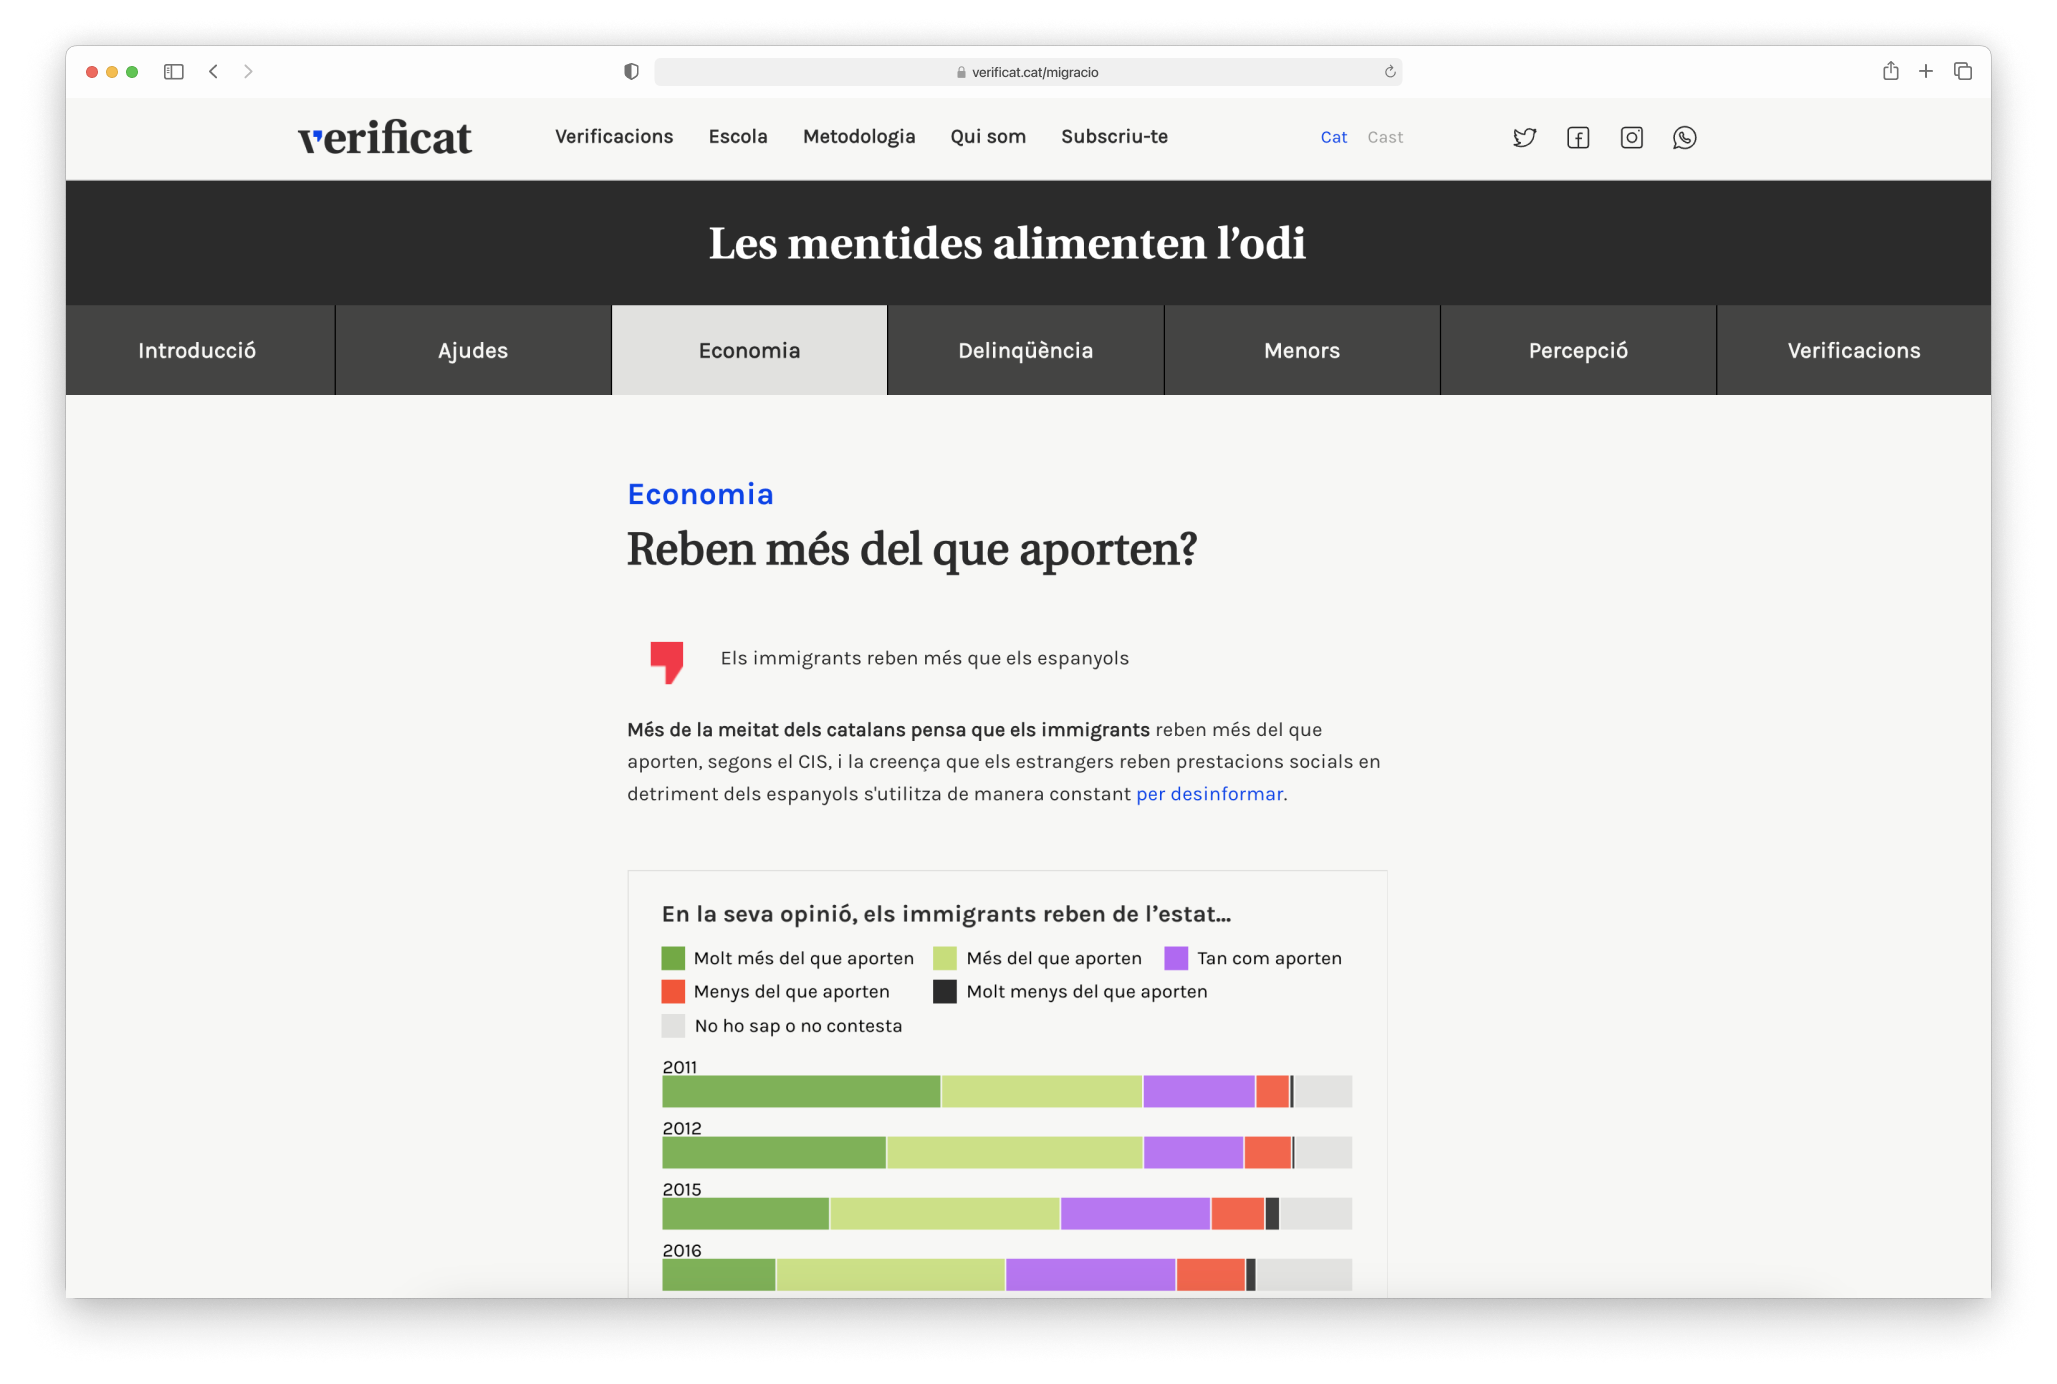 verificat.cat/migracio
verificat
Verificacions
Escola
Metodologia
Qui som
Subscriu-te
Cat
Cast
Les mentides alimenten l’odi
Introducció
Ajudes
Economia
Delinqüència
Menors
Percepció
Verificacions
Economia
Reben més del que aporten?
Els immigrants reben més que els espanyols
Més de la meitat dels catalans pensa que els immigrants reben més del que
aporten, segons el CIS, i la creença que els estrangers reben prestacions socials en
detriment dels espanyols s'utilitza de manera constant per desinformar.
En la seva opinió, els immigrants reben de l’estat...
Molt més del que aporten
Més del que aporten
Tan com aporten
Menys del que aporten
Molt menys del que aporten
No ho sap o no contesta
2011
2012
2015
2016